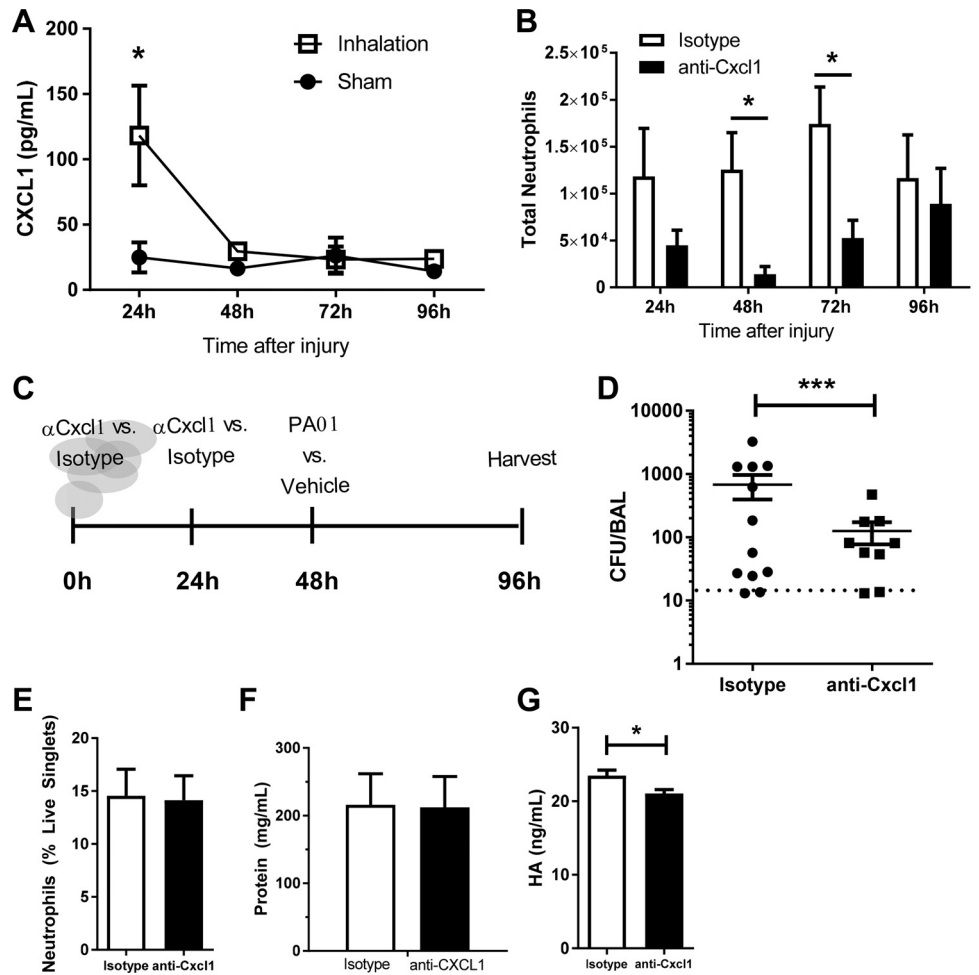 A
200
150
100
50
0
CXCL1 (pg/mL)
*
Inhalation
Sham
24h 48h 72h 96h
Time after injury
B
Isotype
anti-Cxcl1
2.5×10⁵
2×10⁵
1.5×10⁵
1×10⁵
5×10⁴
0
Total Neutrophils
*
*
24h 48h 72h 96h
Time after injury
C
αCxcl1 vs. αCxcl1 vs. PA01
Isotype Isotype vs. Harvest
Vehicle
0h 24h 48h 96h
D
***
10000
1000
100
10
1
CFU/BAL
Isotype anti-Cxcl1
E
20
15
10
5
0
Neutrophils (% Live Singlets)
Isotype anti-Cxcl1
F
300
200
100
0
Protein (mg/mL)
Isotype anti-CXCL1
G
30
20
10
0
HA (ng/mL)
*
Isotype anti-Cxcl1